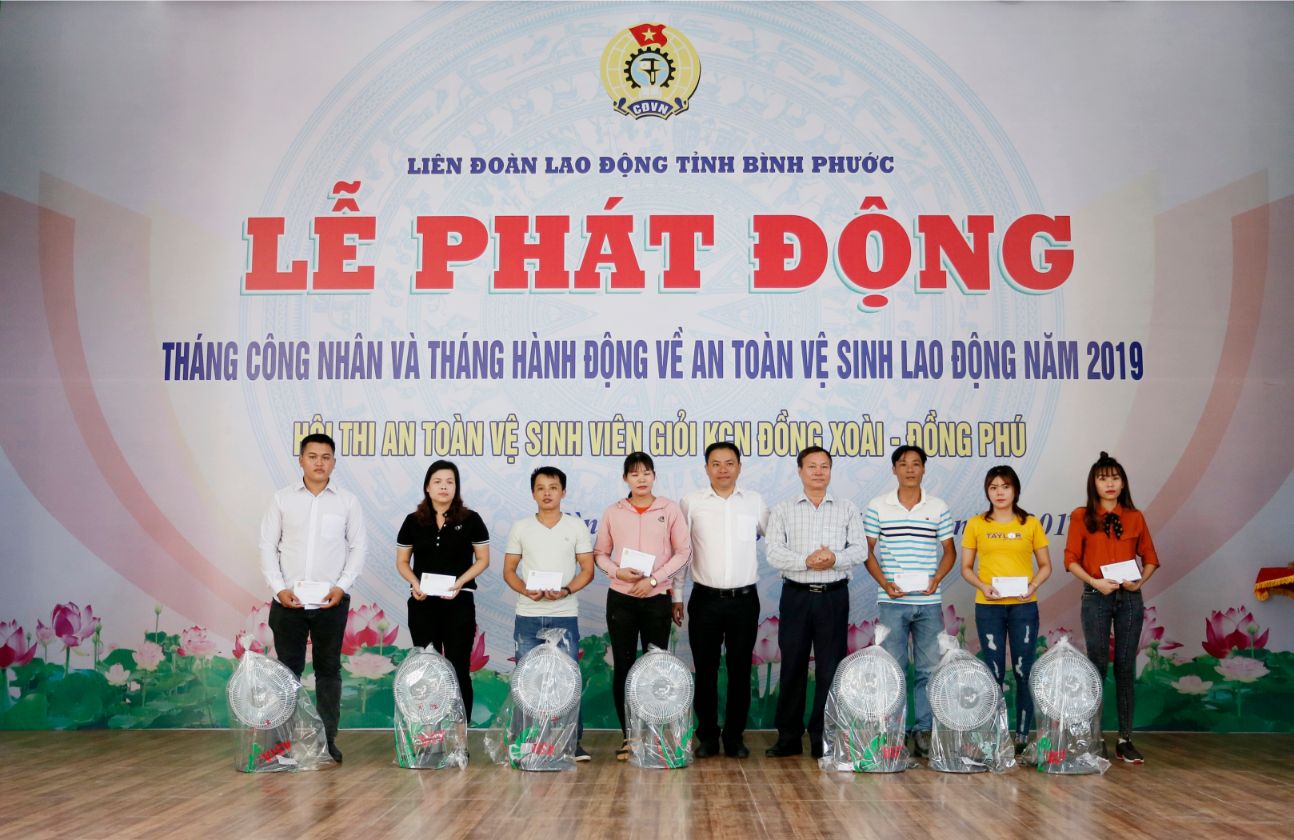 CĐVN
LIÊN ĐOÀN LAO ĐỘNG TỈNH BÌNH PHƯỚC
LỄ PHÁT ĐỘNG
THÁNG CÔNG NHÂN VÀ THÁNG HÀNH ĐỘNG VỀ AN TOÀN VỆ SINH LAO ĐỘNG NĂM 2019
HỘI THI AN TOÀN VỆ SINH VIÊN GIỎI KCN ĐỒNG XOÀI - ĐỒNG PHÚ